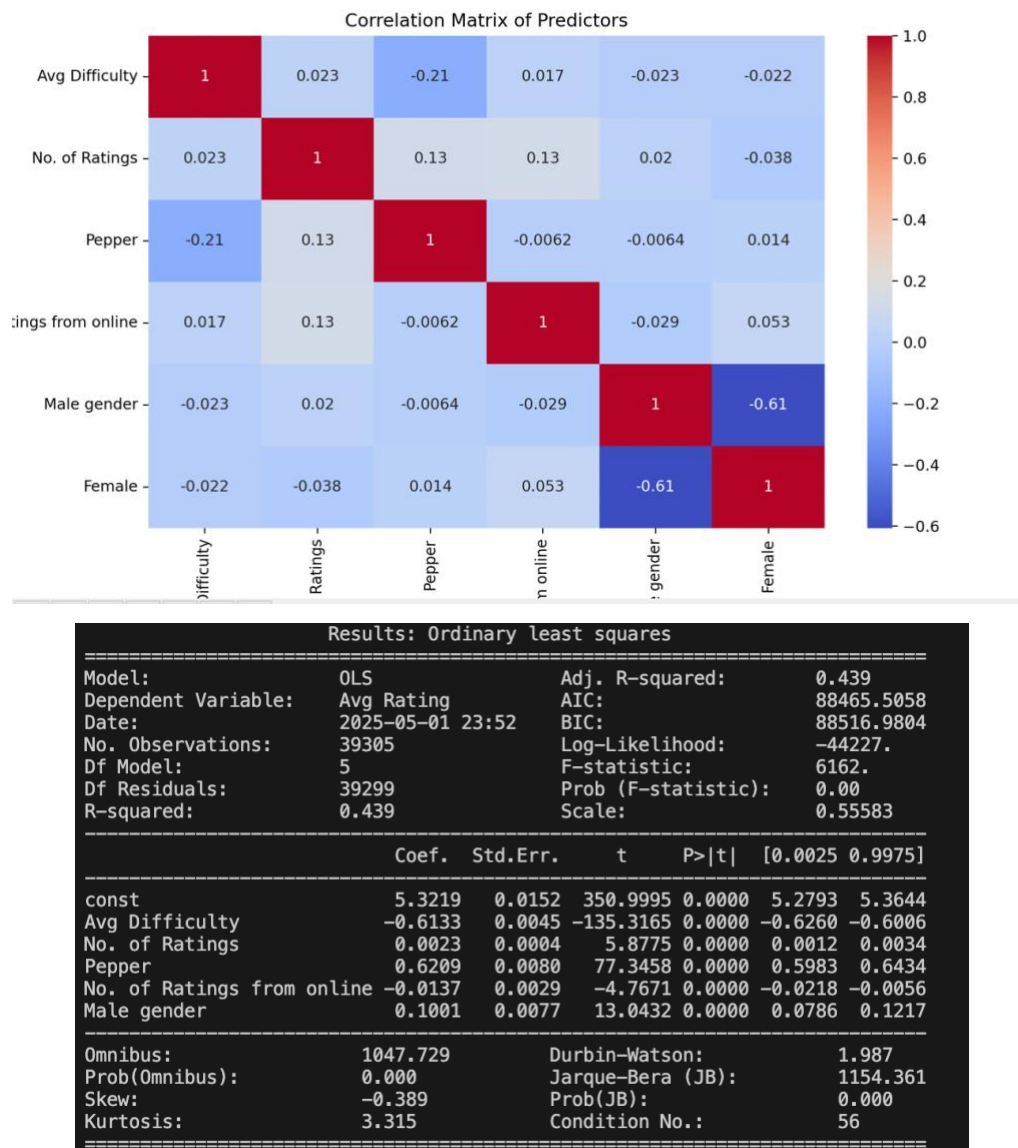 Correlation Matrix of Predictors
Avg Difficulty 1 0.023 -0.21 0.017 -0.023 -0.022
No. of Ratings 0.023 1 0.13 0.13 0.02 -0.038
Pepper -0.21 0.13 1 -0.0062 -0.0064 0.014
ings from online 0.017 0.13 -0.0062 1 -0.029 0.053
Male gender -0.023 0.02 -0.0064 -0.029 1 -0.61
Female -0.022 -0.038 0.014 0.053 -0.61 1
Difficulty
Ratings
Pepper
online
gender
Female
1.0
0.8
0.6
0.4
0.2
0.0
−0.2
−0.4
−0.6
Results: Ordinary least squares
Model: OLS Adj. R-squared: 0.439
Dependent Variable: Avg Rating AIC: 88465.5058
Date: 2025-05-01 23:52 BIC: 88516.9804
No. Observations: 39305 Log-Likelihood: -44227.
Df Model: 5 F-statistic: 6162.
Df Residuals: 39299 Prob (F-statistic): 0.00
R-squared: 0.439 Scale: 0.55583
Coef. Std.Err. t P>|t| [0.0025 0.9975]
const 5.3219 0.0152 350.9995 0.0000 5.2793 5.3644
Avg Difficulty -0.6133 0.0045 -135.3165 0.0000 -0.6260 -0.6006
No. of Ratings 0.0023 0.0004 5.8775 0.0000 0.0012 0.0034
Pepper 0.6209 0.0080 77.3458 0.0000 0.5983 0.6434
No. of Ratings from online -0.0137 0.0029 -4.7671 0.0000 -0.0218 -0.0056
Male gender 0.1001 0.0077 13.0432 0.0000 0.0786 0.1217
Omnibus: 1047.729 Durbin-Watson: 1.987
Prob(Omnibus): 0.000 Jarque-Bera (JB): 1154.361
Skew: -0.389 Prob(JB): 0.000
Kurtosis: 3.315 Condition No.: 56